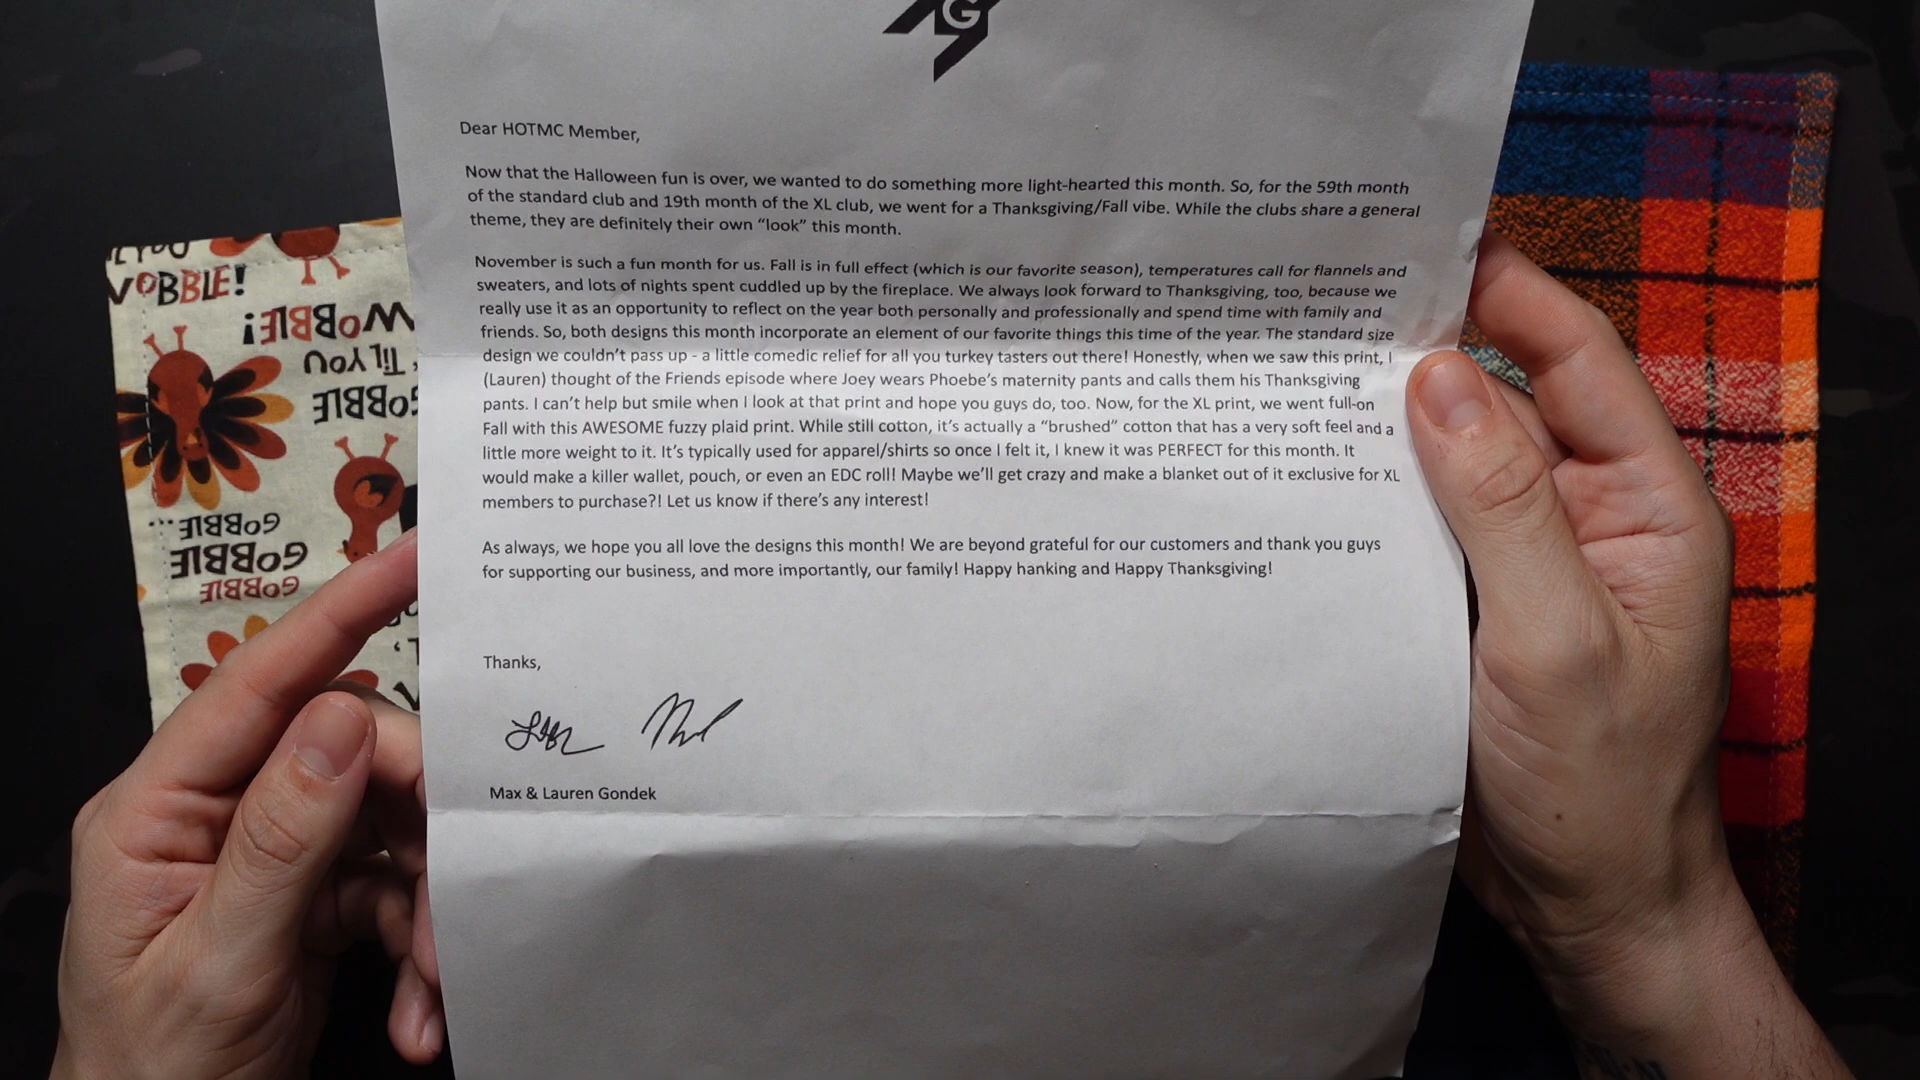 G
Dear HOTMC Member,
Now that the Halloween fun is over, we wanted to do something more light-hearted this month. So, for the 59th month
of the standard club and 19th month of the XL club, we went for a Thanksgiving/Fall vibe. While the clubs share a general
theme, they are definitely their own “look” this month.
November is such a fun month for us. Fall is in full effect (which is our favorite season), temperatures call for flannels and
sweaters, and lots of nights spent cuddled up by the fireplace. We always look forward to Thanksgiving, too, because we
really use it as an opportunity to reflect on the year both personally and professionally and spend time with family and
friends. So, both designs this month incorporate an element of our favorite things this time of the year. The standard size
design we couldn’t pass up - a little comedic relief for all you turkey tasters out there! Honestly, when we saw this print, I
(Lauren) thought of the Friends episode where Joey wears Phoebe’s maternity pants and calls them his Thanksgiving
pants. I can’t help but smile when I look at that print and hope you guys do, too. Now, for the XL print, we went full-on
Fall with this AWESOME fuzzy plaid print. While still cotton, it’s actually a “brushed” cotton that has a very soft feel and a
little more weight to it. It’s typically used for apparel/shirts so once I felt it, I knew it was PERFECT for this month. It
would make a killer wallet, pouch, or even an EDC roll! Maybe we’ll get crazy and make a blanket out of it exclusive for XL
members to purchase?! Let us know if there’s any interest!
As always, we hope you all love the designs this month! We are beyond grateful for our customers and thank you guys
for supporting our business, and more importantly, our family! Happy hanking and Happy Thanksgiving!
Thanks,
Max & Lauren Gondek
WOBBLE!
'TIL YOU
GOBBLE...
GOBBLE
GOBBLE